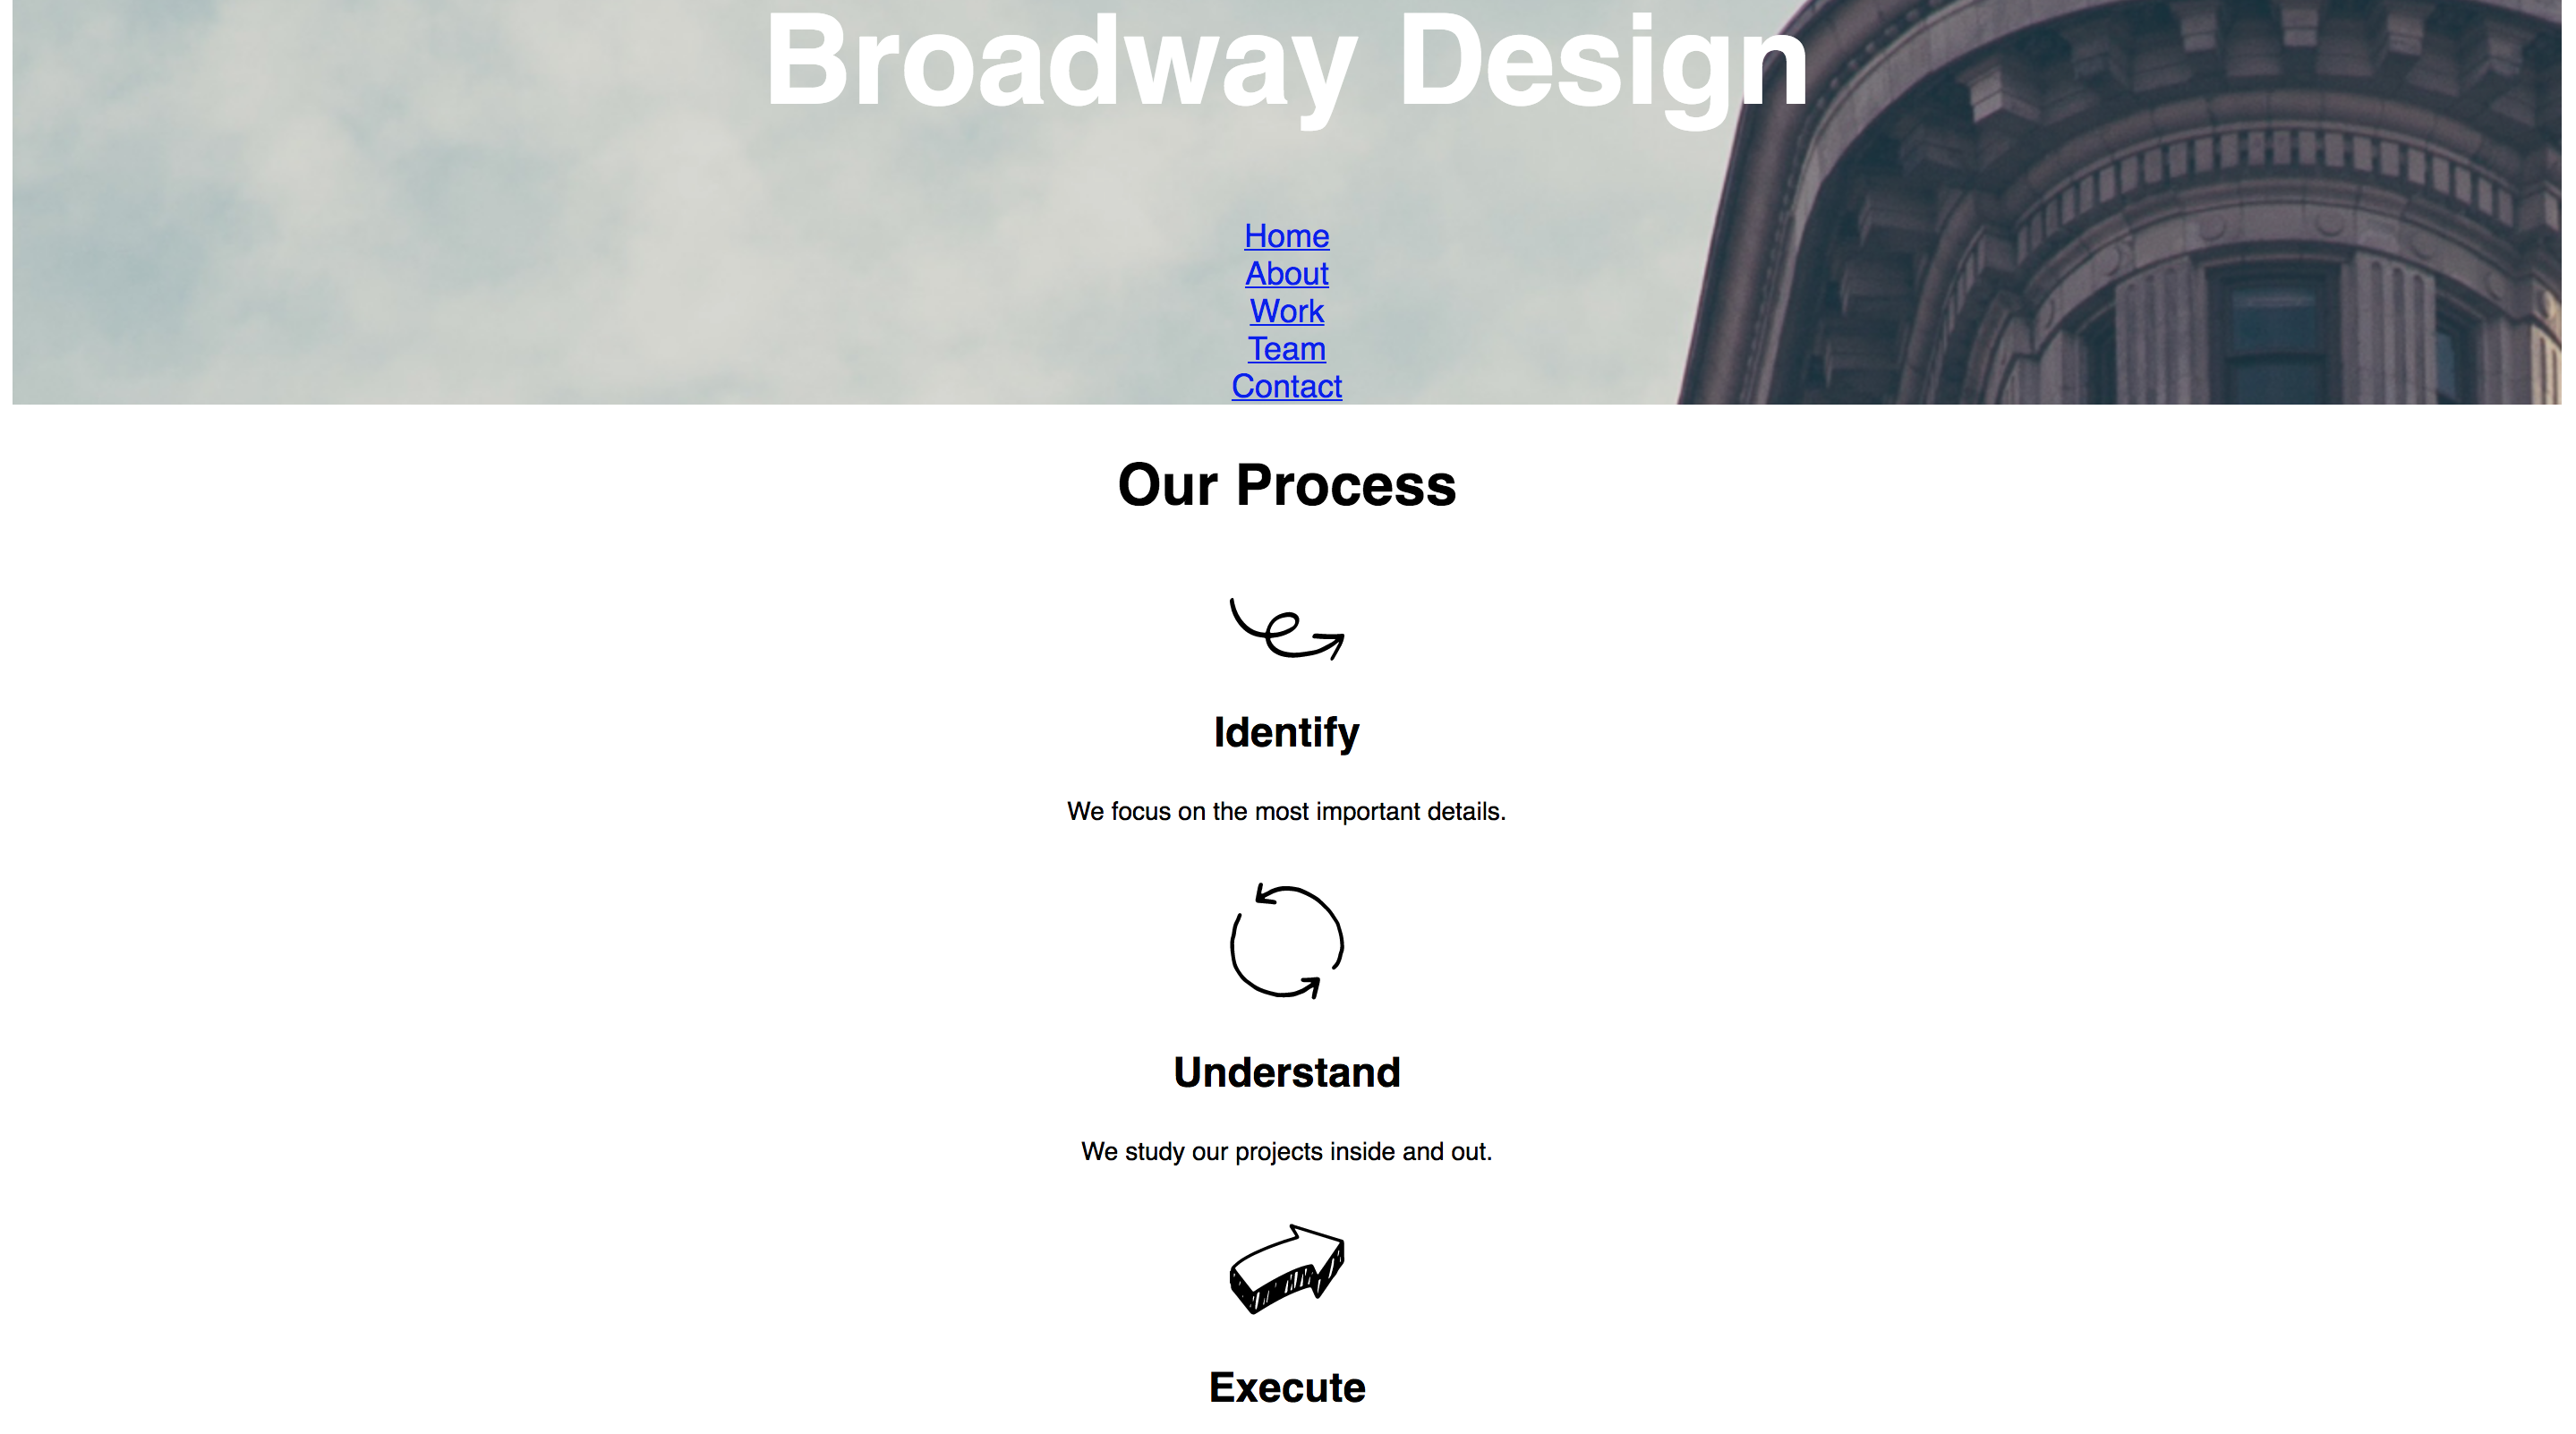 Broadway Design
Home
About
Work
Team
Contact
Our Process
Identify
We focus on the most important details.
Understand
We study our projects inside and out.
Execute